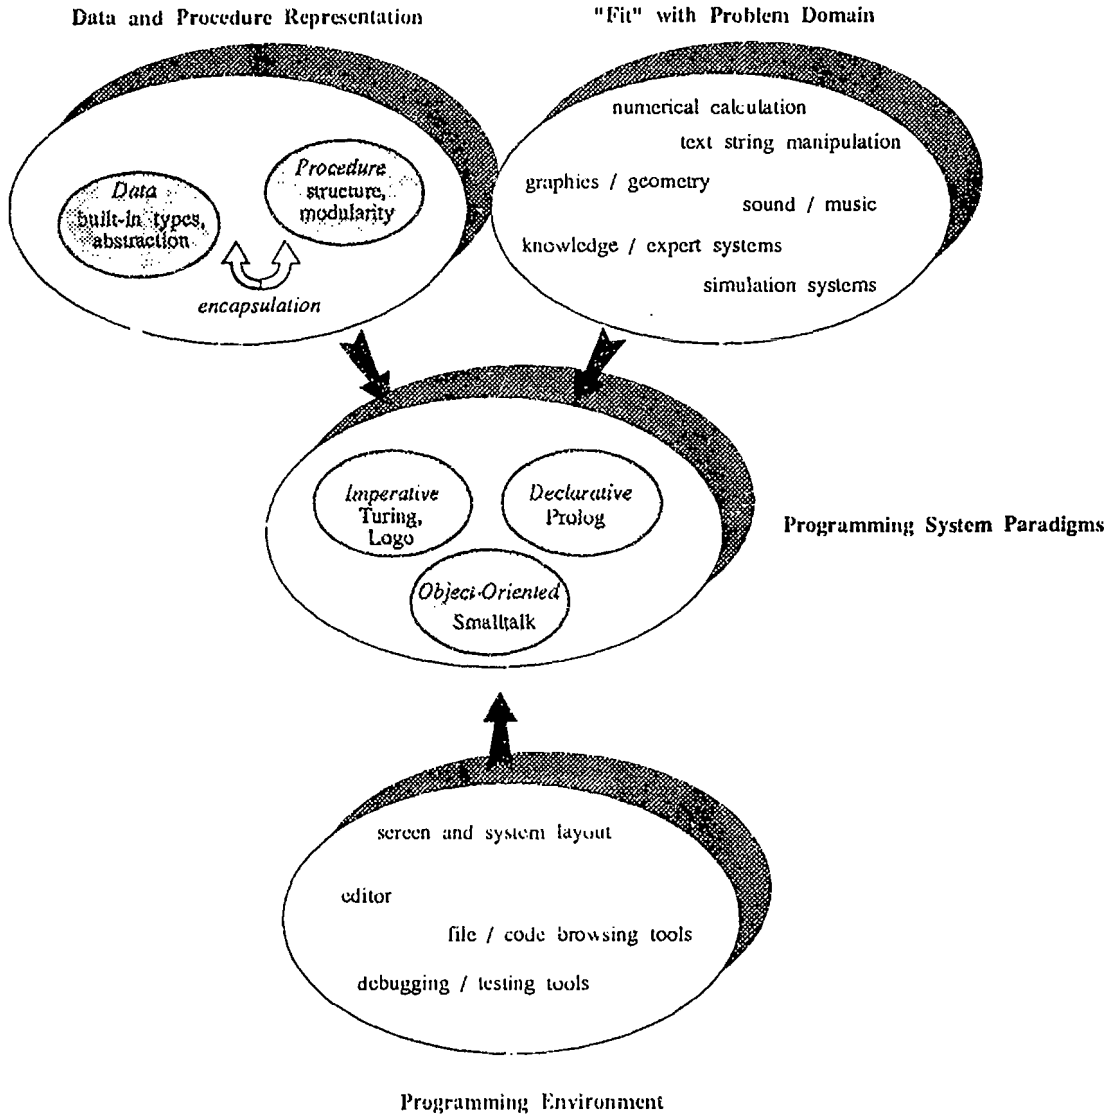 Data and Procedure Representation
"Fit" with Problem Domain
Data
built-in types,
abstraction
Procedure
structure,
modularity
encapsulation
numerical calculation
text string manipulation
graphics / geometry
sound / music
knowledge / expert systems
simulation systems
Imperative
Turing,
Logo
Declarative
Prolog
Object-Oriented
Smalltalk
Programming System Paradigms
screen and system layout
editor
file / code browsing tools
debugging / testing tools
Programming Environment